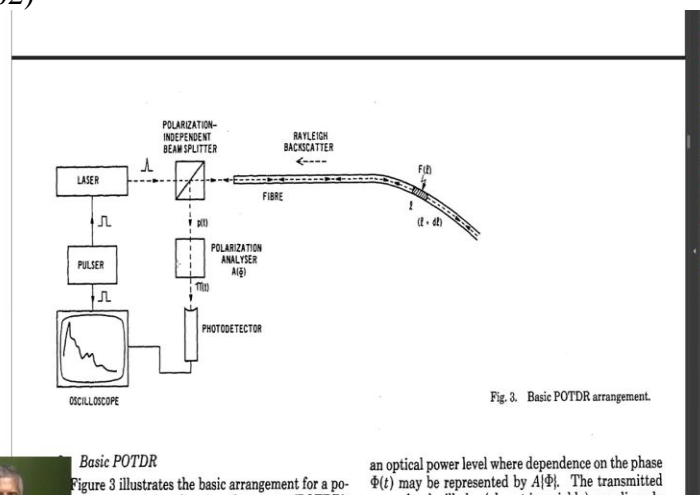 POLARIZATION-
INDEPENDENT
BEAM SPLITTER
RAYLEIGH
BACKSCATTER
LASER
FIBRE
F(ℓ)
ℓ
(ℓ + dℓ)
p(t)
PULSER
POLARIZATION
ANALYSER
A(Φ)
Π(t)
PHOTODETECTOR
OSCILLOSCOPE
Fig. 3. Basic POTDR arrangement.
Basic POTDR
Figure 3 illustrates the basic arrangement for a po-
an optical power level where dependence on the phase
Φ(t) may be represented by A|Φ|. The transmitted